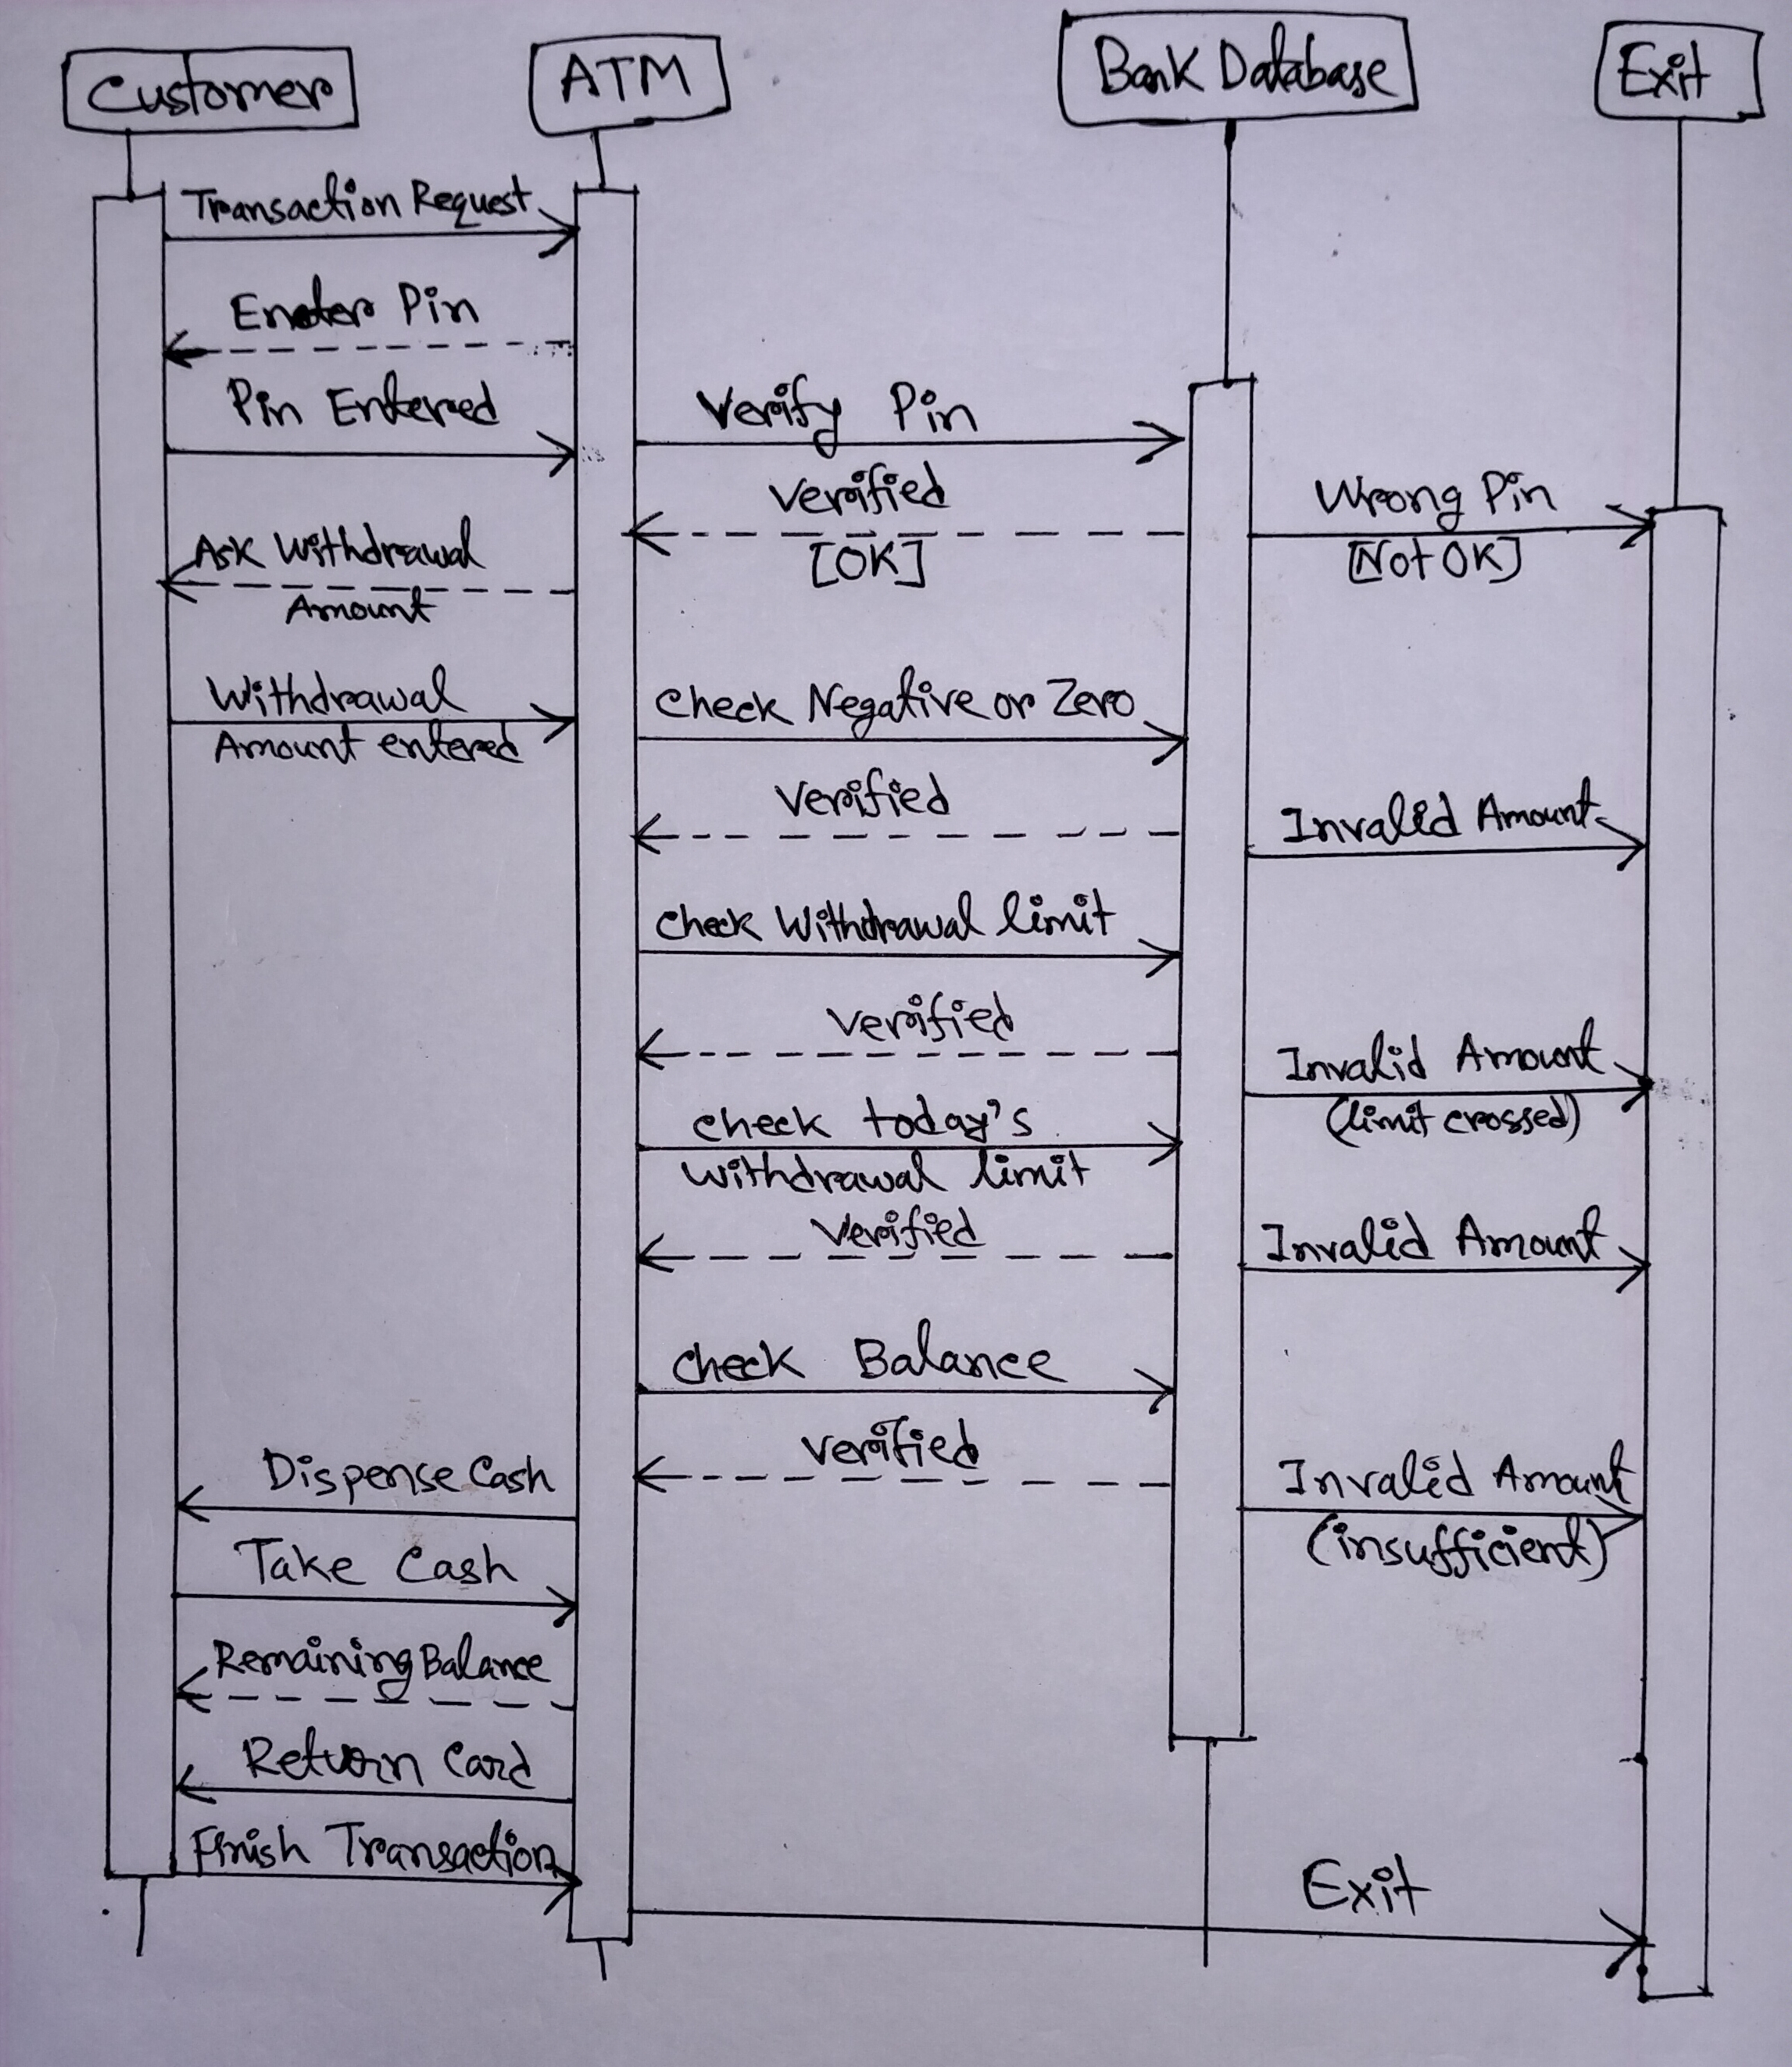 Customer
ATM
Bank Database
Exit
Transaction Request
Enter Pin
Pin Entered
Verify Pin
Verified
[OK]
Wrong Pin
[Not OK]
Ask Withdrawal
Amount
Withdrawal
Amount entered
Check Negative or Zero
Verified
Invalid Amount
Check Withdrawal limit
Verified
Invalid Amount
(limit crossed)
Check today's
withdrawal limit
Verified
Invalid Amount
Check Balance
Verified
Invalid Amount
(insufficient)
Dispense Cash
Take Cash
Remaining Balance
Return Card
Finish Transaction
Exit